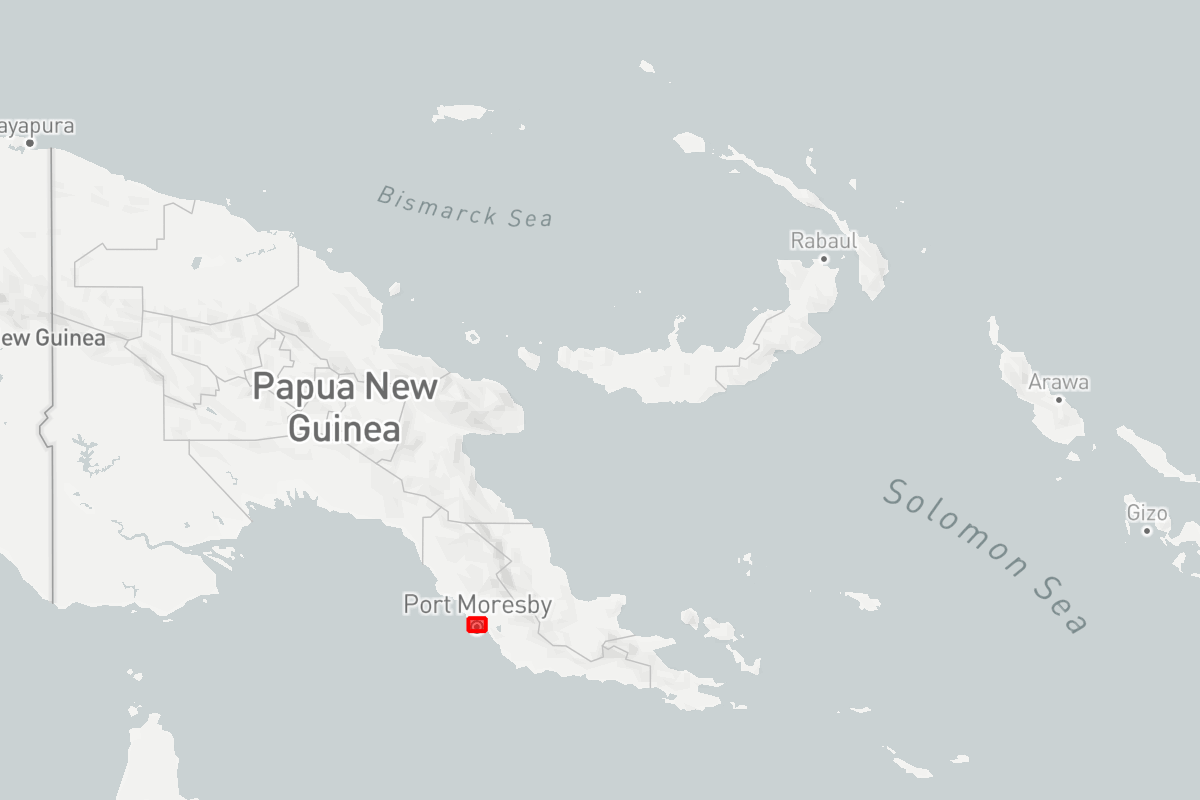 ayapura
Bismarck Sea
Rabaul
ew Guinea
Papua New
Guinea
Arawa
Solomon Sea
Gizo
Port Moresby